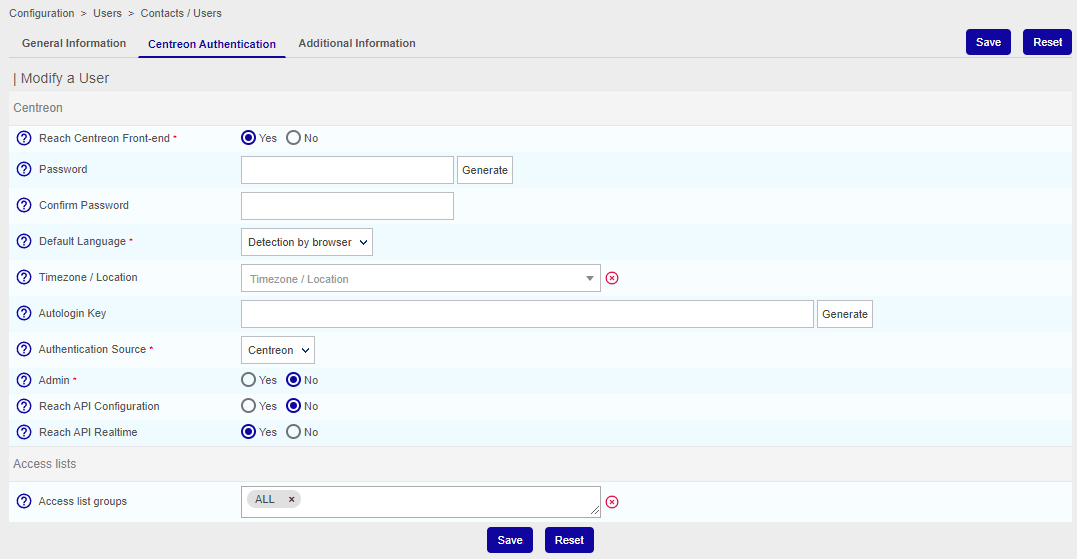 Configuration > Users > Contacts / Users
General Information Centreon Authentication Additional Information Save Reset
| Modify a User
Centreon
Reach Centreon Front-end * Yes No
Password Generate
Confirm Password
Default Language * Detection by browser
Timezone / Location Timezone / Location
Autologin Key Generate
Authentication Source * Centreon
Admin * Yes No
Reach API Configuration Yes No
Reach API Realtime Yes No
Access lists
Access list groups ALL ×
Save Reset